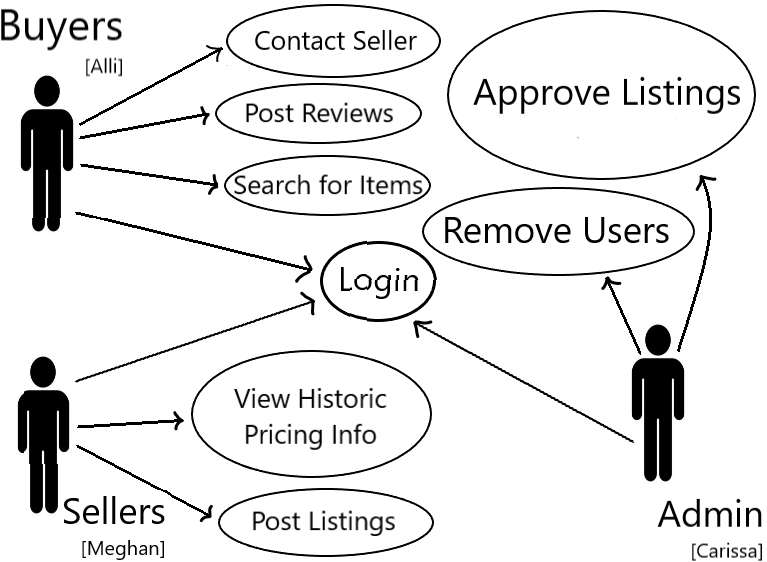 Buyers
[Alli]
Contact Seller
Post Reviews
Search for Items
Approve Listings
Remove Users
Login
View Historic
Pricing Info
Post Listings
Sellers
[Meghan]
Admin
[Carissa]